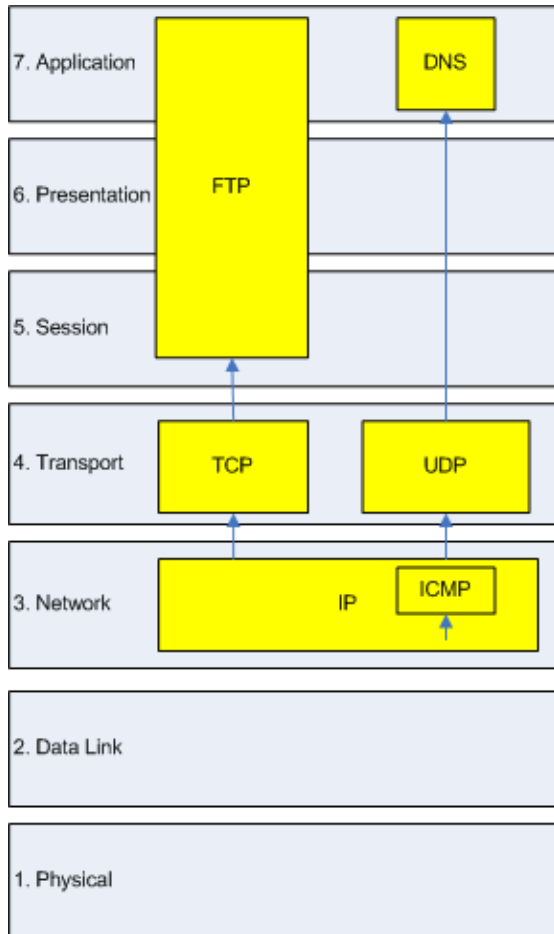 7. Application
DNS
6. Presentation
FTP
5. Session
4. Transport
TCP
UDP
3. Network
IP
ICMP
2. Data Link
1. Physical